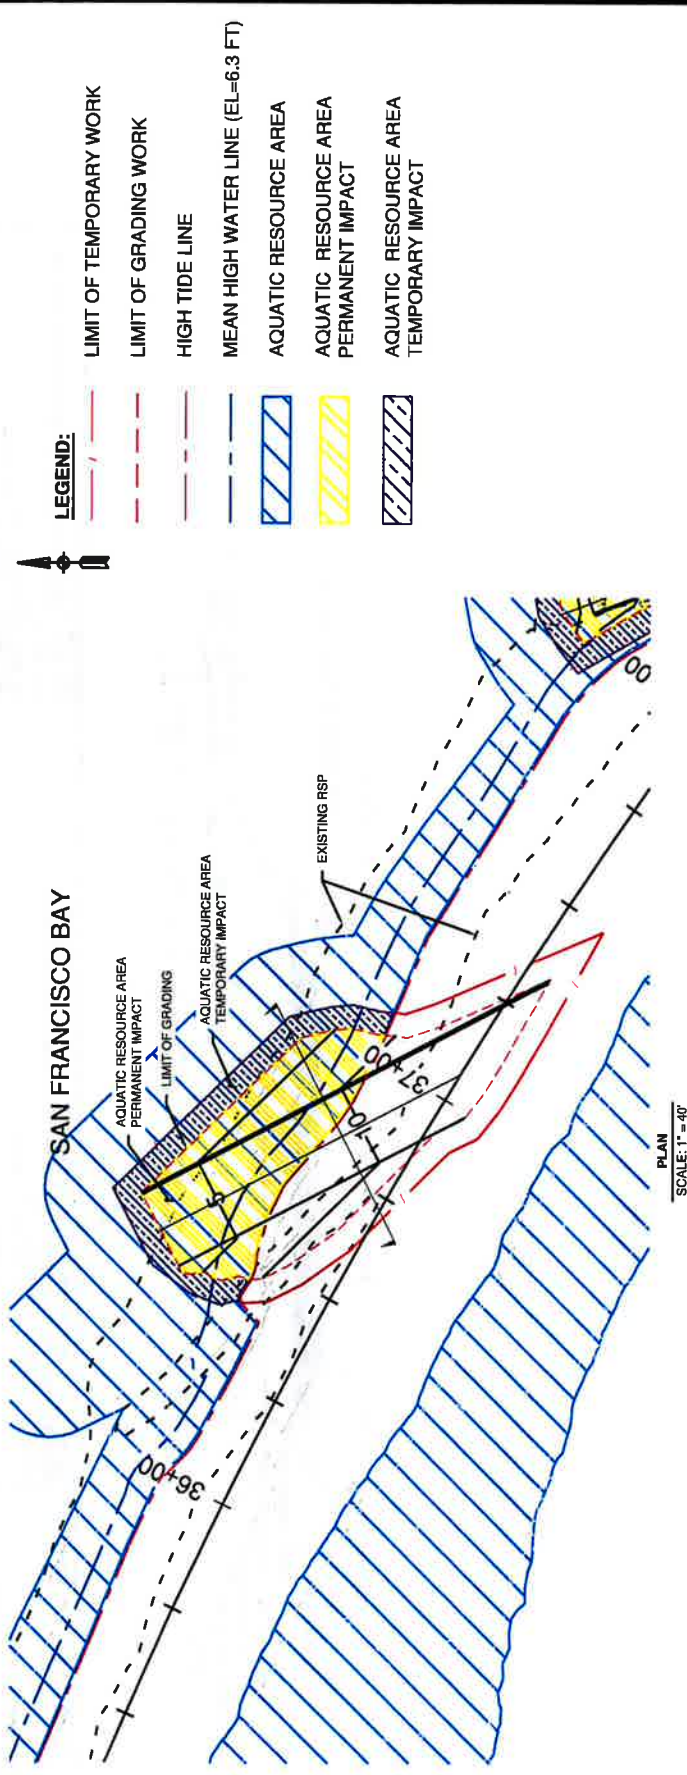 LEGEND:
LIMIT OF TEMPORARY WORK
LIMIT OF GRADING WORK
HIGH TIDE LINE
MEAN HIGH WATER LINE (EL=6.3 FT)
AQUATIC RESOURCE AREA
AQUATIC RESOURCE AREA
PERMANENT IMPACT
AQUATIC RESOURCE AREA
TEMPORARY IMPACT
SAN FRANCISCO BAY
AQUATIC RESOURCE AREA
PERMANENT IMPACT
LIMIT OF GRADING
AQUATIC RESOURCE AREA
TEMPORARY IMPACT
EXISTING RSP
36+00
37+00
5
10
00
PLAN
SCALE: 1" = 40'